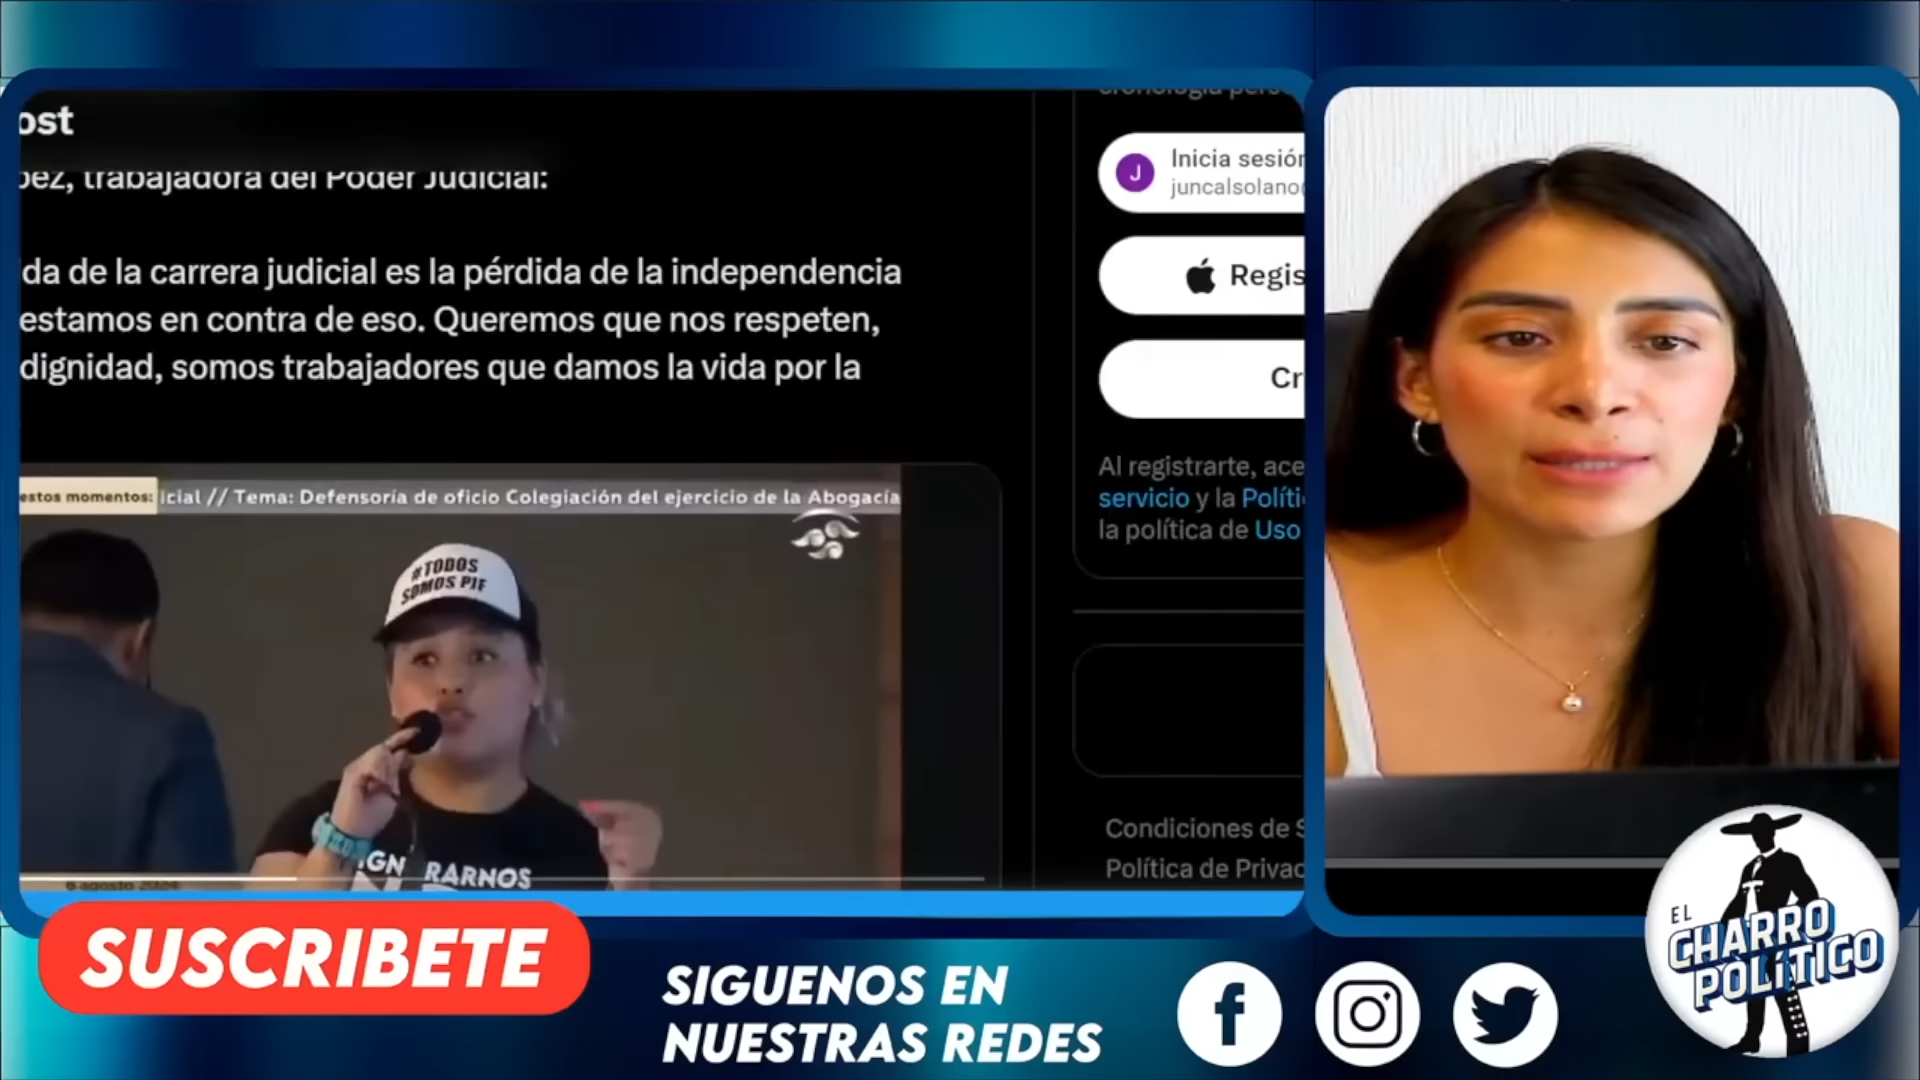 ost
pez, trabajadora del Poder Judicial:
da de la carrera judicial es la pérdida de la independencia
estamos en contra de eso. Queremos que nos respeten,
dignidad, somos trabajadores que damos la vida por la
estos momentos: icial // Tema: Defensoría de oficio Colegiación del ejercicio de la Abogacía
#TODOS
SOMOS PJF
RARNOS
6 agosto 2024
J
Inicia sesión
juncalsolano
Regis
Cr
Al registrarte, ace
servicio y la Políti
la política de Uso
Condiciones de S
Política de Privac
SUSCRIBETE
SIGUENOS EN
NUESTRAS REDES
EL
CHARRO
POLÍTICO